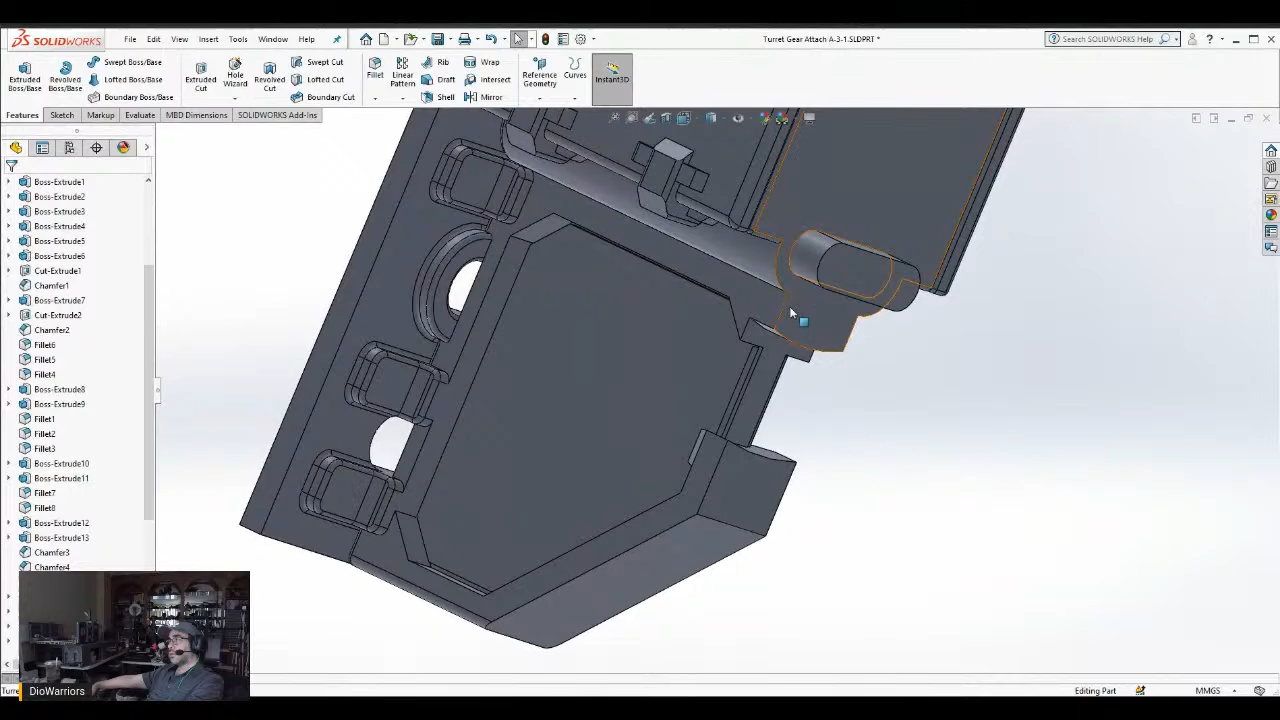 SOLIDWORKS
File
Edit
View
Insert
Tools
Window
Help
Turret Gear Attach A-3-1.SLDPRT *
Search SOLIDWORKS Help
Extruded
Boss/Base
Revolved
Boss/Base
Swept Boss/Base
Lofted Boss/Base
Boundary Boss/Base
Extruded
Cut
Hole
Wizard
Revolved
Cut
Swept Cut
Lofted Cut
Boundary Cut
Fillet
Linear
Pattern
Rib
Draft
Shell
Wrap
Intersect
Mirror
Reference
Geometry
Curves
Instant3D
Features
Sketch
Markup
Evaluate
MBD Dimensions
SOLIDWORKS Add-Ins
Boss-Extrude1
Boss-Extrude2
Boss-Extrude3
Boss-Extrude4
Boss-Extrude5
Boss-Extrude6
Cut-Extrude1
Chamfer1
Boss-Extrude7
Cut-Extrude2
Chamfer2
Fillet6
Fillet5
Fillet4
Boss-Extrude8
Boss-Extrude9
Fillet1
Fillet2
Fillet3
Boss-Extrude10
Boss-Extrude11
Fillet7
Fillet8
Boss-Extrude12
Boss-Extrude13
Chamfer3
Chamfer4
DioWarriors
Editing Part
MMGS